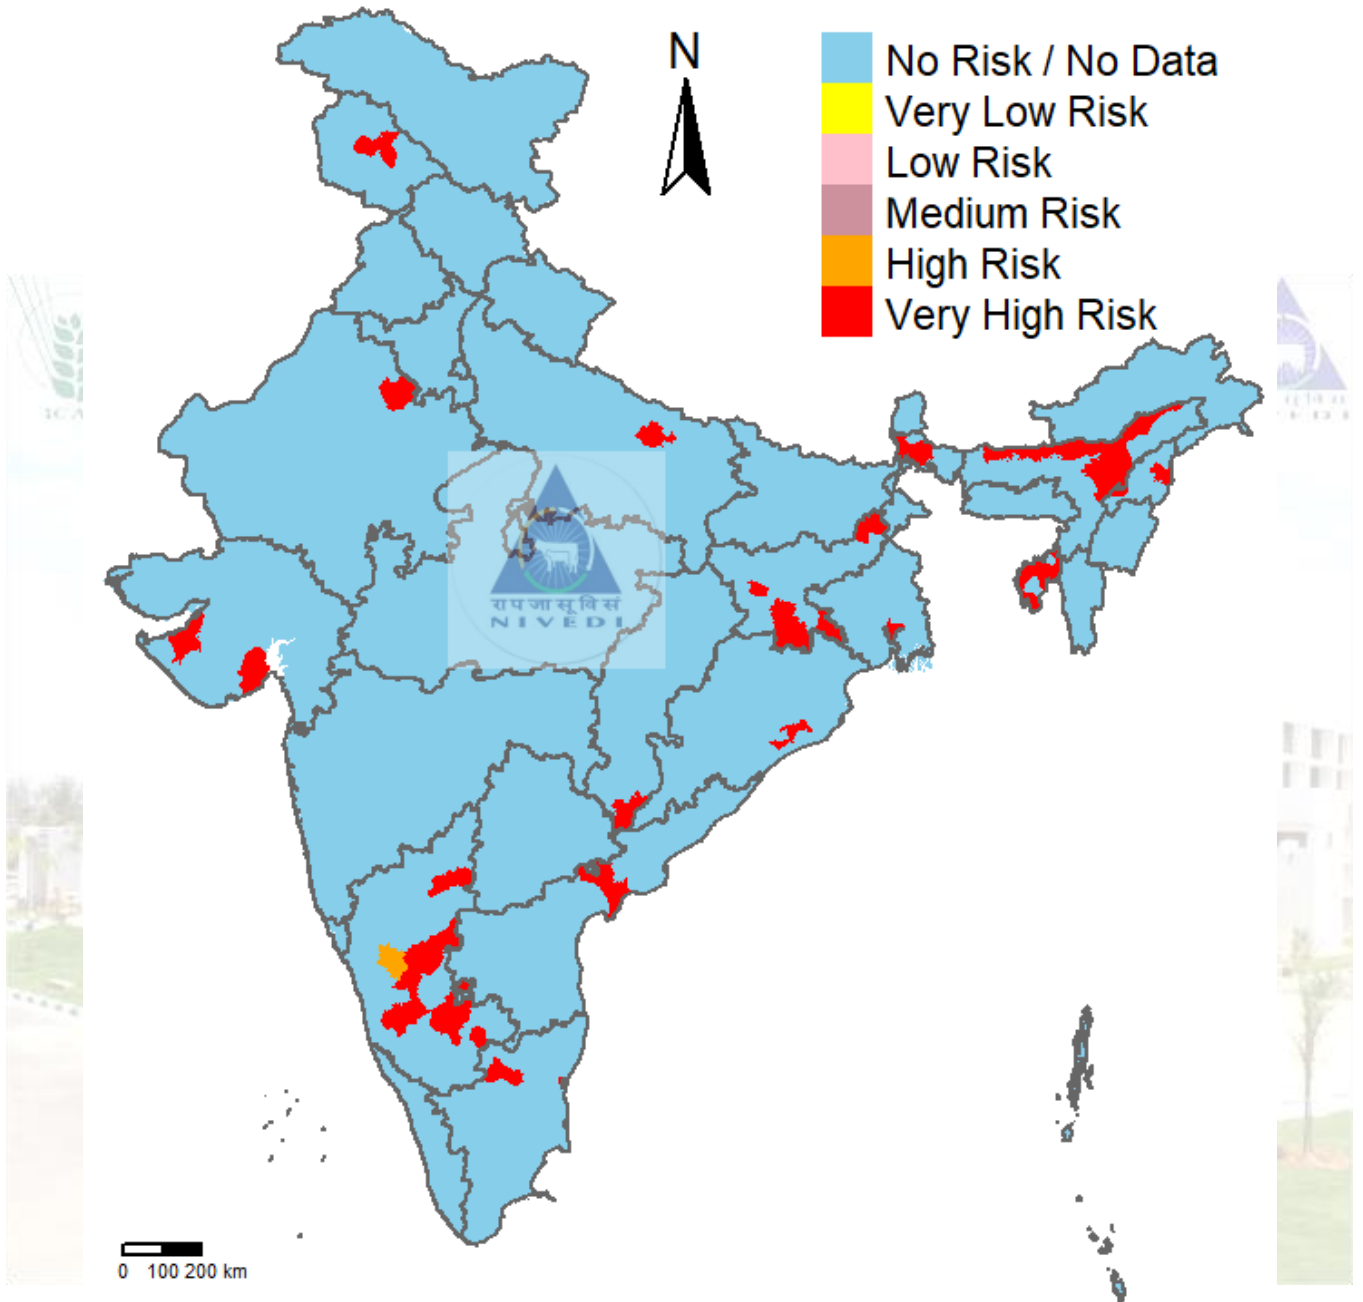 N
No Risk / No Data
Very Low Risk
Low Risk
Medium Risk
High Risk
Very High Risk
रा प जा सू वि सं
NIVEDI
0 100 200 km